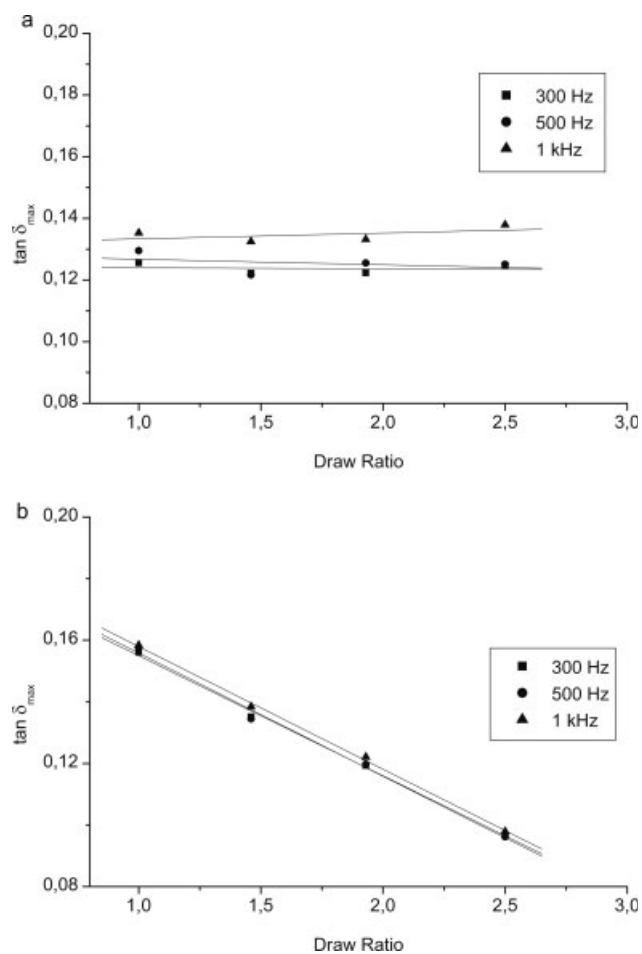 a
0,20
0,18
0,16
0,14
0,12
0,10
0,08
tan δmax
300 Hz
500 Hz
1 kHz
1,0 1,5 2,0 2,5 3,0
Draw Ratio
b
0,20
0,16
0,12
0,08
tan δmax
300 Hz
500 Hz
1 kHz
1,0 1,5 2,0 2,5 3,0
Draw Ratio